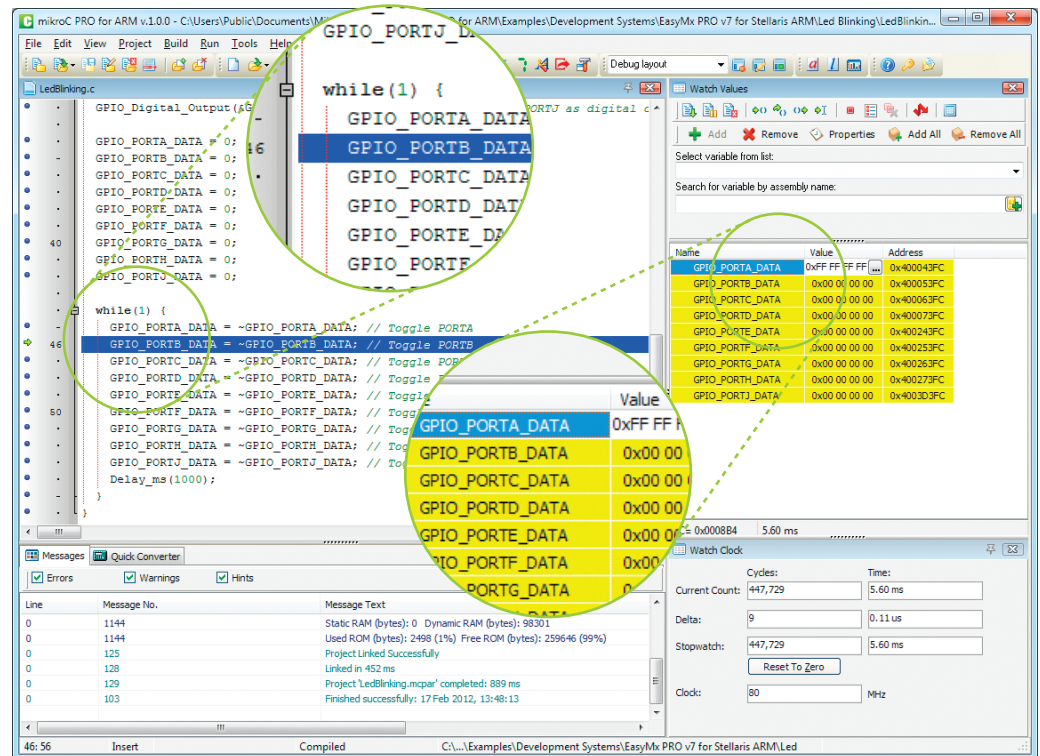 mikroC PRO for ARM v.1.0.0 - C:\Users\Public\Documents\Mi
for ARM\Examples\Development Systems\EasyMx PRO v7 for Stellaris ARM\Led Blinking\LedBlinkin...
File Edit View Project Build Run Tools Help
Debug layout
LedBlinking.c
GPIO_Digital_Output(&G
PORTJ as digital c
GPIO_PORTA_DATA = 0;
GPIO_PORTB_DATA = 0;
GPIO_PORTC_DATA = 0;
GPIO_PORTD_DATA = 0;
GPIO_PORTE_DATA = 0;
GPIO_PORTF_DATA = 0;
40 GPIO_PORTG_DATA = 0;
GPIO_PORTH_DATA = 0;
GPIO_PORTJ_DATA = 0;
while(1) {
GPIO_PORTA_DATA = ~GPIO_PORTA_DATA; // Toggle PORTA
46 GPIO_PORTB_DATA = ~GPIO_PORTB_DATA; // Toggle PORTB
GPIO_PORTC_DATA = ~GPIO_PORTC_DATA; // Toggle POR
GPIO_PORTD_DATA = ~GPIO_PORTD_DATA; // Toggle
GPIO_PORTE_DATA = ~GPIO_PORTE_DATA; // Toggl
50 GPIO_PORTF_DATA = ~GPIO_PORTF_DATA; // Togg
GPIO_PORTG_DATA = ~GPIO_PORTG_DATA; // Tog
GPIO_PORTH_DATA = ~GPIO_PORTH_DATA; // To
GPIO_PORTJ_DATA = ~GPIO_PORTJ_DATA; // To
Delay_ms(1000);
}
}
GPIO_PORTJ_D
while(1) {
GPIO_PORTA_DATA
46 GPIO_PORTB_DATA
GPIO_PORTC_DATA
GPIO_PORTD_DAT
GPIO_PORTE_DA
GPIO_PORTF
Watch Values
Add Remove Properties Add All Remove All
Select variable from list:
Search for variable by assembly name:
Name Value Address
GPIO_PORTA_DATA 0xFF FF FF FF ... 0x400043FC
GPIO_PORTB_DATA 0x00 00 00 00 0x400053FC
GPIO_PORTC_DATA 0x00 00 00 00 0x400063FC
GPIO_PORTD_DATA 0x00 00 00 00 0x400073FC
GPIO_PORTE_DATA 0x00 00 00 00 0x400243FC
GPIO_PORTF_DATA 0x00 00 00 00 0x400253FC
GPIO_PORTG_DATA 0x00 00 00 00 0x400263FC
GPIO_PORTH_DATA 0x00 00 00 00 0x400273FC
GPIO_PORTJ_DATA 0x00 00 00 00 0x4003D3FC
Value
GPIO_PORTA_DATA 0xFF FF F
GPIO_PORTB_DATA 0x00 00
GPIO_PORTC_DATA 0x00 00
GPIO_PORTD_DATA 0x00 00
GPIO_PORTE_DATA 0x00 00
PIO_PORTF_DATA 0x00
PORTG_DATA
DATA
C= 0x0008B4 5.60 ms
Messages Quick Converter
Errors Warnings Hints
Line Message No. Message Text
0 1144 Static RAM (bytes): 0 Dynamic RAM (bytes): 98301
0 1144 Used ROM (bytes): 2498 (1%) Free ROM (bytes): 259646 (99%)
0 125 Project Linked Successfully
0 128 Linked in 452 ms
0 129 Project 'LedBlinking.mcpar' completed: 889 ms
0 103 Finished successfully: 17 Feb 2012, 13:48:13
Watch Clock
Cycles: Time:
Current Count: 447,729 5.60 ms
Delta: 9 0.11 us
Stopwatch: 447,729 5.60 ms
Reset To Zero
Clock: 80 MHz
46: 56 Insert Compiled C:\...\Examples\Development Systems\EasyMx PRO v7 for Stellaris ARM\Led